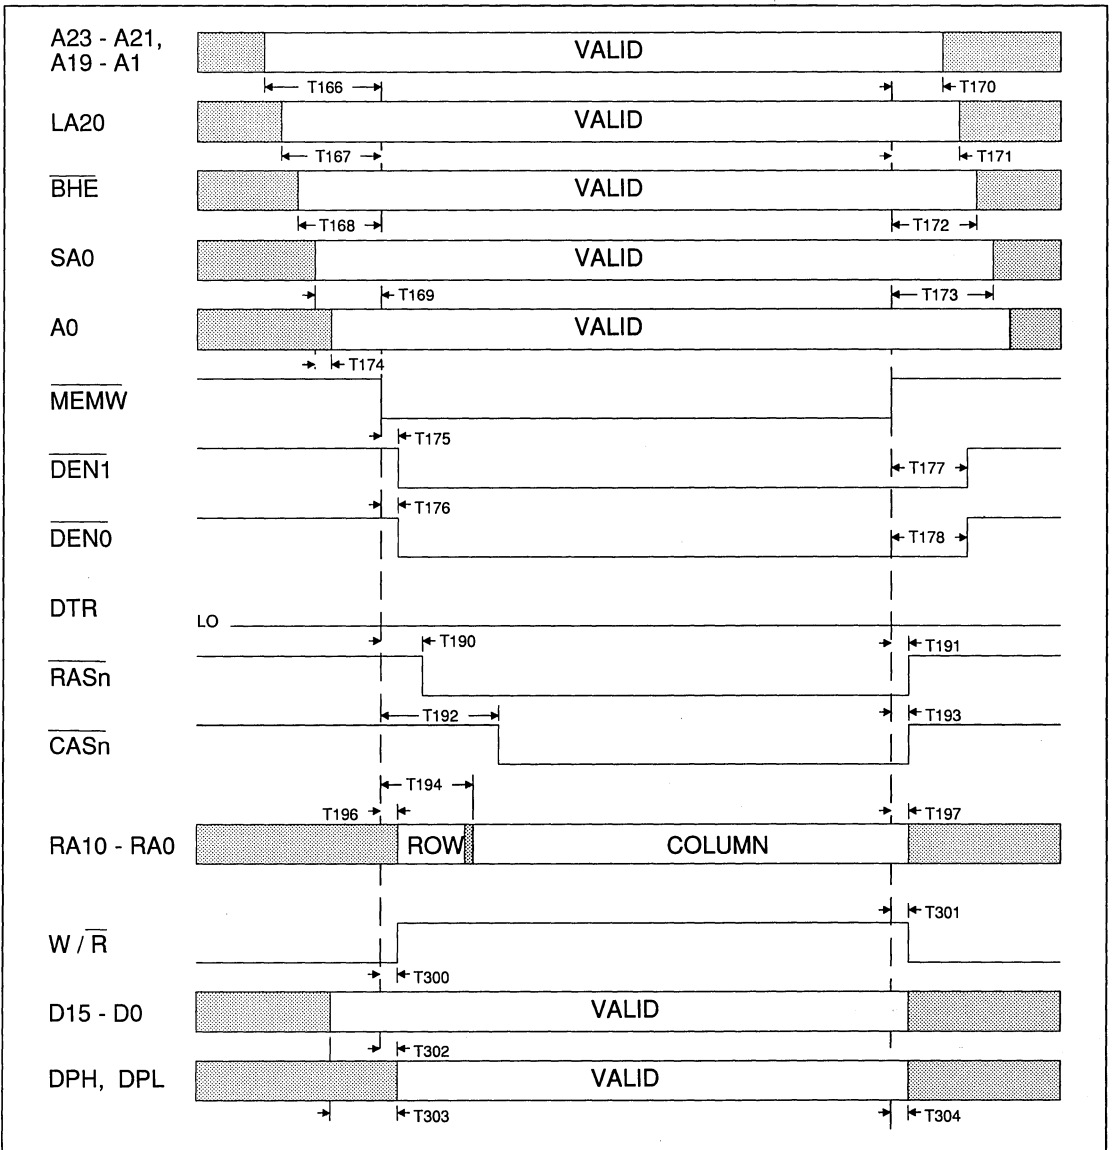 A23 - A21,
A19 - A1
VALID
T166
T170
LA20
VALID
T167
T171
BHE
VALID
T168
T172
SA0
VALID
T169
T173
A0
VALID
T174
MEMW
T175
DEN1
T177
T176
DEN0
T178
DTR
LO
T190
T191
RASn
T192
T193
CASn
T194
T196
T197
RA10 - RA0
ROW
COLUMN
T301
W / R
T300
D15 - D0
VALID
T302
DPH, DPL
VALID
T303
T304